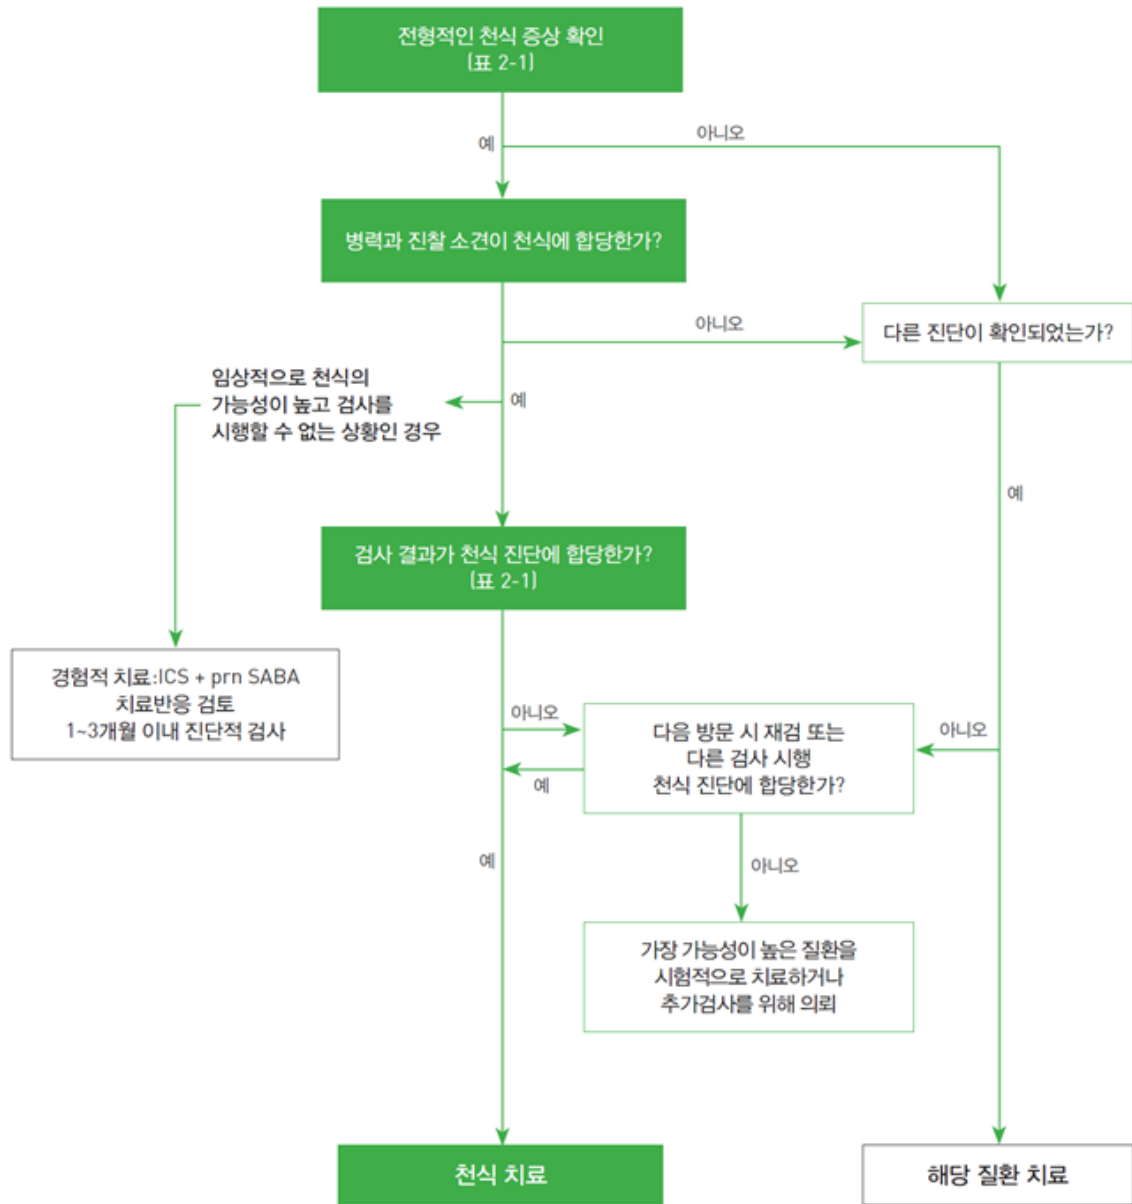 전형적인 천식 증상 확인
(표 2-1)
예
아니오
병력과 진찰 소견이 천식에 합당한가?
아니오
다른 진단이 확인되었는가?
임상적으로 천식의
가능성이 높고 검사를
시행할 수 없는 상황인 경우
예
예
검사 결과가 천식 진단에 합당한가?
(표 2-1)
경험적 치료:ICS + prn SABA
치료반응 검토
1~3개월 이내 진단적 검사
아니오
예
다음 방문 시 재검 또는
다른 검사 시행
천식 진단에 합당한가?
아니오
예
아니오
가장 가능성이 높은 질환을
시험적으로 치료하거나
추가검사를 위해 의뢰
천식 치료
해당 질환 치료